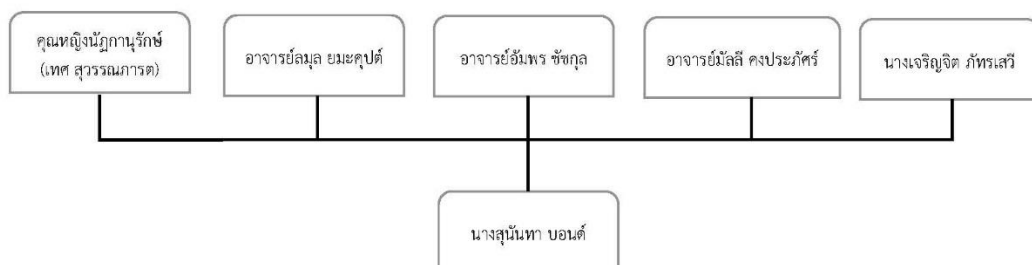 คุณหญิงนัฏกานุรักษ์
(เทศ สุวรรณภารต)
อาจารย์ลมุล ยมะคุปต์
อาจารย์อัมพร ชัชกุล
อาจารย์มัลลี คงประภัศร์
นางเจริญจิต ภัทรเสวี
นางสุนันทา บอนต์